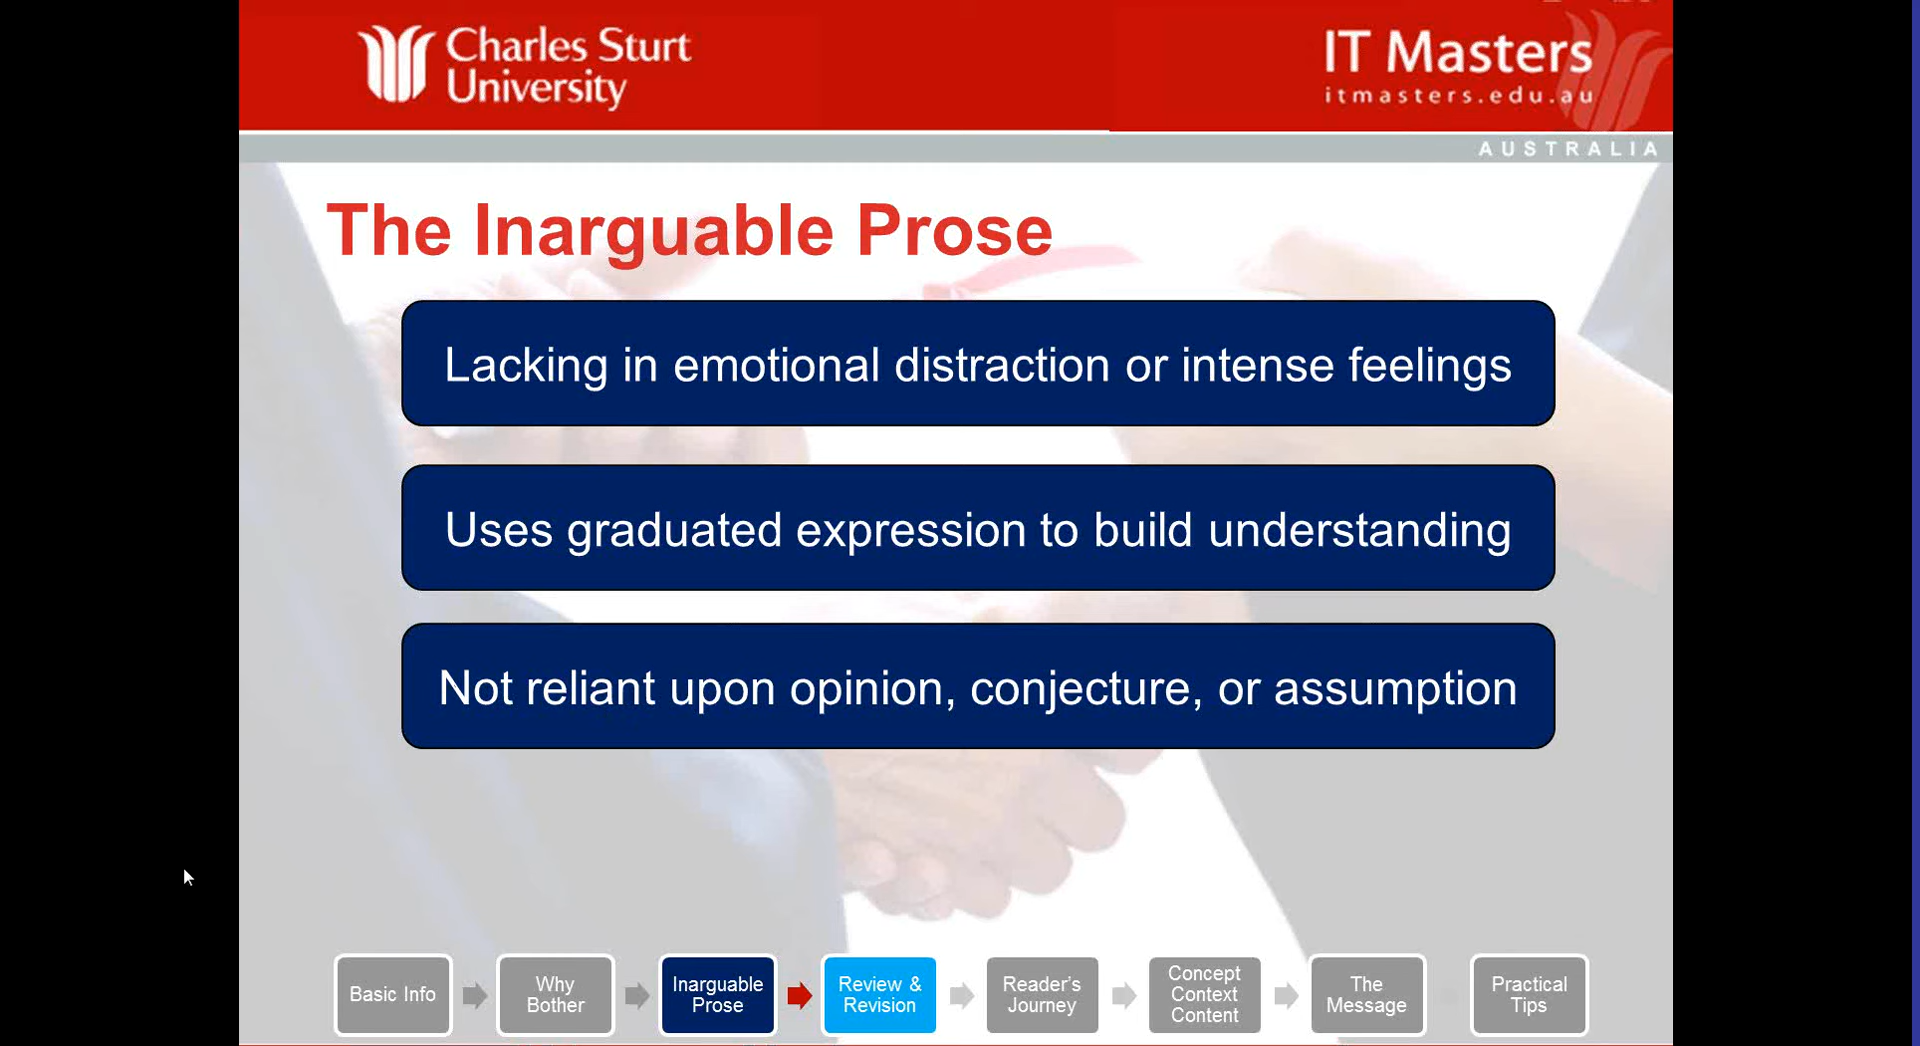 Charles Sturt
University
IT Masters
itmasters.edu.au
AUSTRALIA
The Inarguable Prose
Lacking in emotional distraction or intense feelings
Uses graduated expression to build understanding
Not reliant upon opinion, conjecture, or assumption
Basic Info
Why
Bother
Inarguable
Prose
Review &
Revision
Reader's
Journey
Concept
Context
Content
The
Message
Practical
Tips